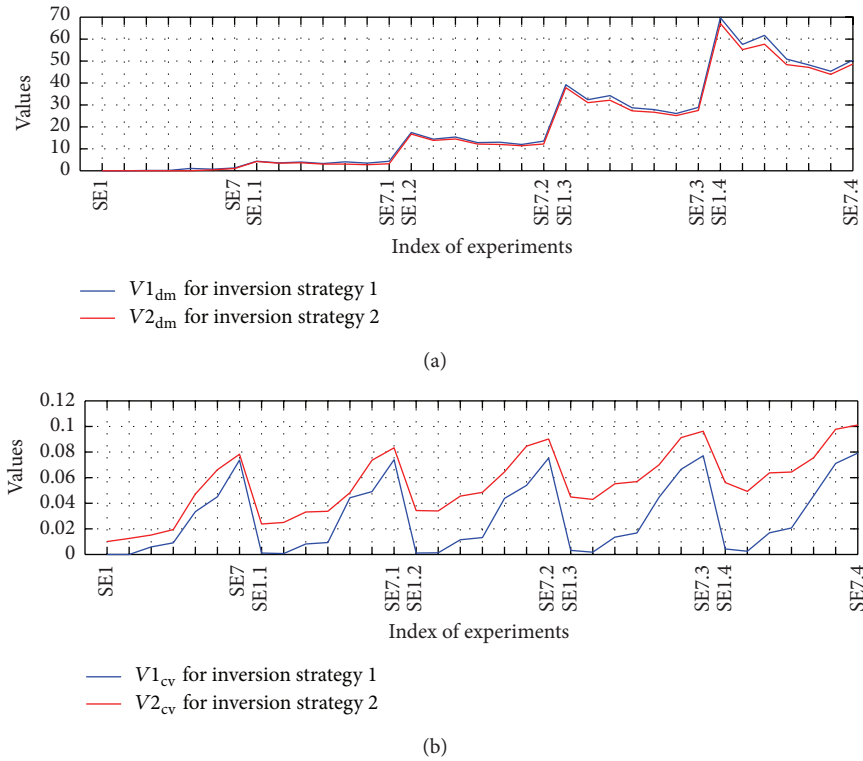 70
60
50
40
30
20
10
0
Values
SE1
SE7
SE1.1
SE7.1
SE1.2
SE7.2
SE1.3
SE7.3
SE1.4
SE7.4
Index of experiments
V1dm for inversion strategy 1
V2dm for inversion strategy 2
(a)
0.12
0.1
0.08
0.06
0.04
0.02
0
Values
SE1
SE7
SE1.1
SE7.1
SE1.2
SE7.2
SE1.3
SE7.3
SE1.4
SE7.4
Index of experiments
V1cv for inversion strategy 1
V2cv for inversion strategy 2
(b)